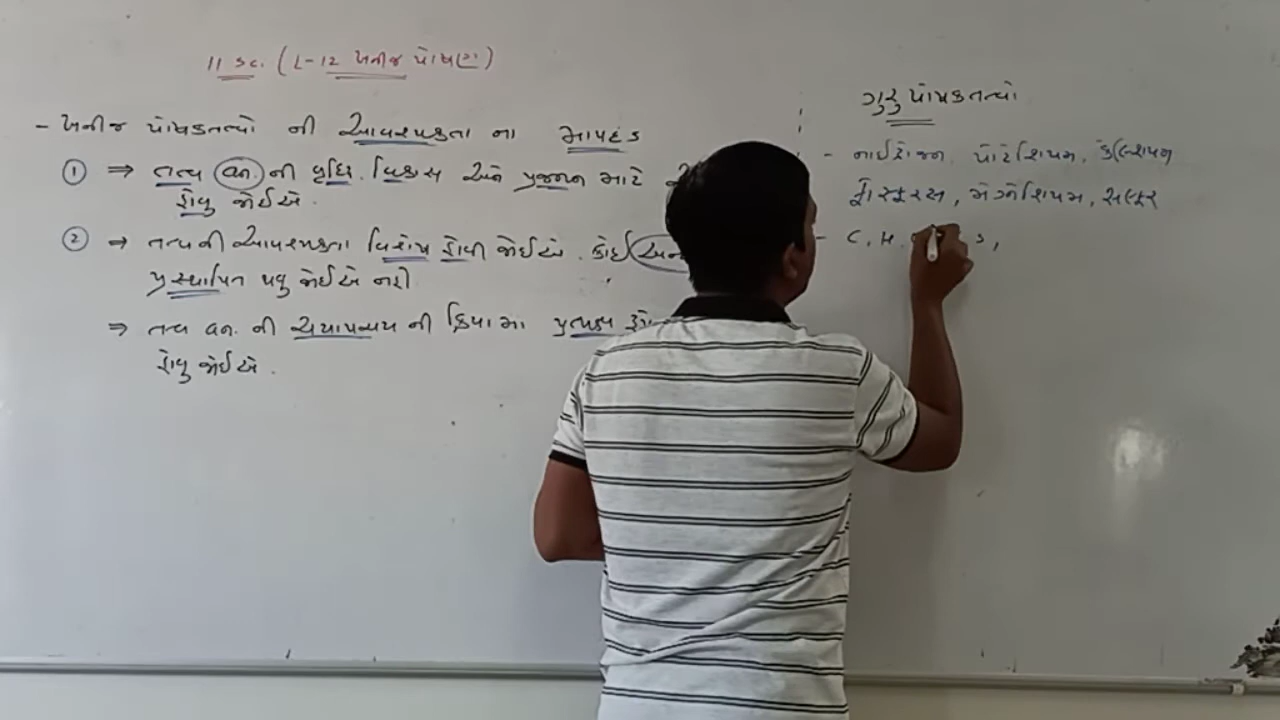 11 Sc. ( L-12 ખનીજ પોષણ )
- ખનીજ પોષકતત્વો ની આવશ્યકતા ના માપદંડ
① ⇒ તત્વ વન. ની વૃધ્ધિ. વિકાસ અને પ્રજનન માટે
હોવુ જોઈએ.
② ⇒ તત્વની આવશ્યકતા વિશેષ હોવી જોઈએ. કોઈ
પ્રસ્થાપિત થવુ જોઈએ નહી.
⇒ તત્વ વન. ની ચયાપચય ની ક્રિયામા પ્રત્યક્ષ
હોવુ જોઈએ.
ગુરુ પોષકતત્વો
- નાઈટ્રોજન, પોટેશિયમ, કેલ્શિયમ
ફોસ્ફરસ, મેગ્નેશિયમ, સલ્ફર
- C, H, S,